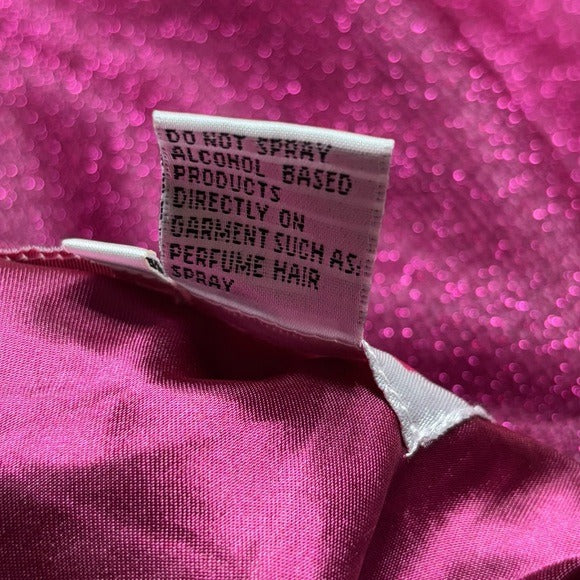 DO NOT SPRAY
ALCOHOL BASED
PRODUCTS
DIRECTLY ON
GARMENT SUCH AS:
PERFUME HAIR
SPRAY